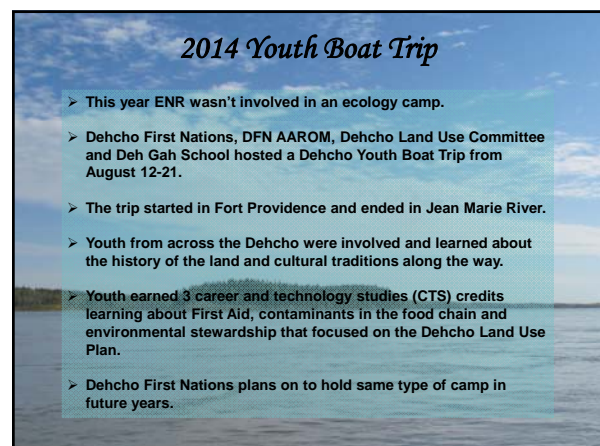 2014 Youth Boat Trip
➢ This year ENR wasn't involved in an ecology camp.
➢ Dehcho First Nations, DFN AAROM, Dehcho Land Use Committee
and Deh Gah School hosted a Dehcho Youth Boat Trip from
August 12-21.
➢ The trip started in Fort Providence and ended in Jean Marie River.
➢ Youth from across the Dehcho were involved and learned about
the history of the land and cultural traditions along the way.
➢ Youth earned 3 career and technology studies (CTS) credits
learning about First Aid, contaminants in the food chain and
environmental stewardship that focused on the Dehcho Land Use
Plan.
➢ Dehcho First Nations plans on to hold same type of camp in
future years.